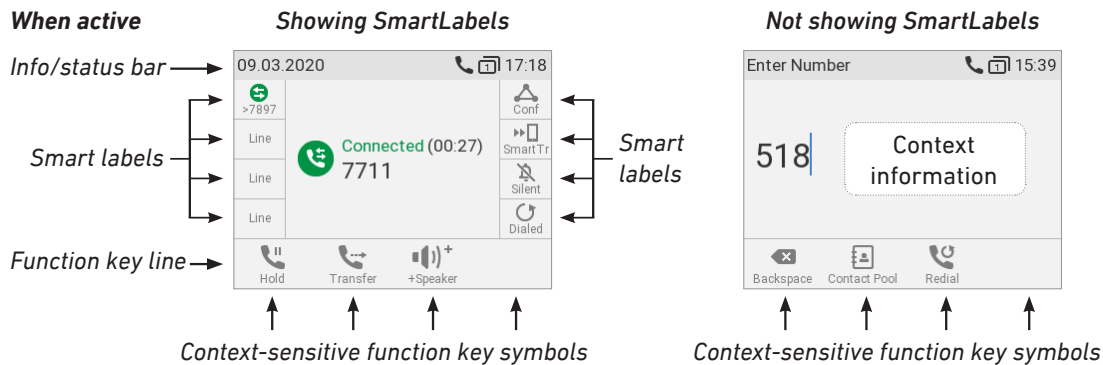 When active
Showing SmartLabels
Not showing SmartLabels
Info/status bar
09.03.2020
1
17:18
>7897
Line
Line
Line
Smart labels
Connected (00:27)
7711
Conf
SmartTr
Silent
Dialed
Smart
labels
Function key line
Hold
Transfer
+Speaker
Context-sensitive function key symbols
Enter Number
1
15:39
518
Context
information
Backspace
Contact Pool
Redial
Context-sensitive function key symbols